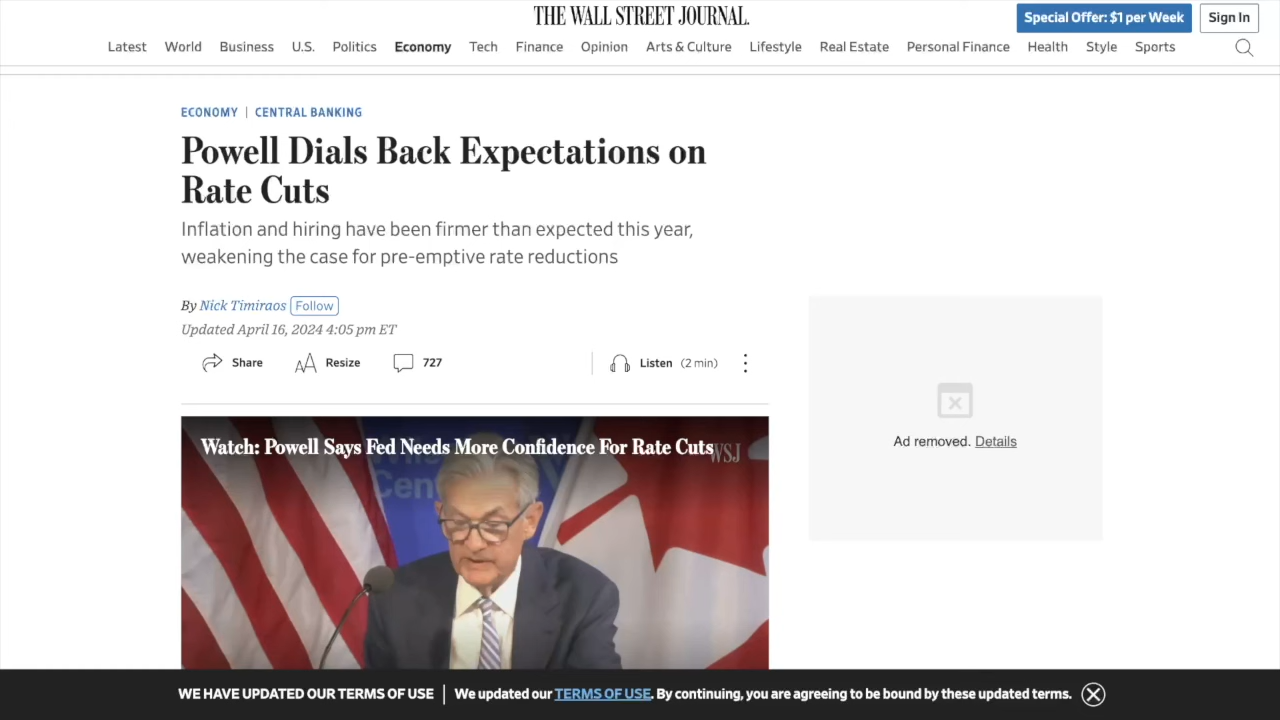 THE WALL STREET JOURNAL.
Special Offer: $1 per Week
Sign In
Latest World Business U.S. Politics Economy Tech Finance Opinion Arts & Culture Lifestyle Real Estate Personal Finance Health Style Sports
ECONOMY | CENTRAL BANKING
Powell Dials Back Expectations on
Rate Cuts
Inflation and hiring have been firmer than expected this year,
weakening the case for pre-emptive rate reductions
By Nick Timiraos Follow
Updated April 16, 2024 4:05 pm ET
Share Resize 727 Listen (2 min)
Ad removed. Details
Watch: Powell Says Fed Needs More Confidence For Rate Cuts
WSJ
Cen
WE HAVE UPDATED OUR TERMS OF USE | We updated our TERMS OF USE. By continuing, you are agreeing to be bound by these updated terms.